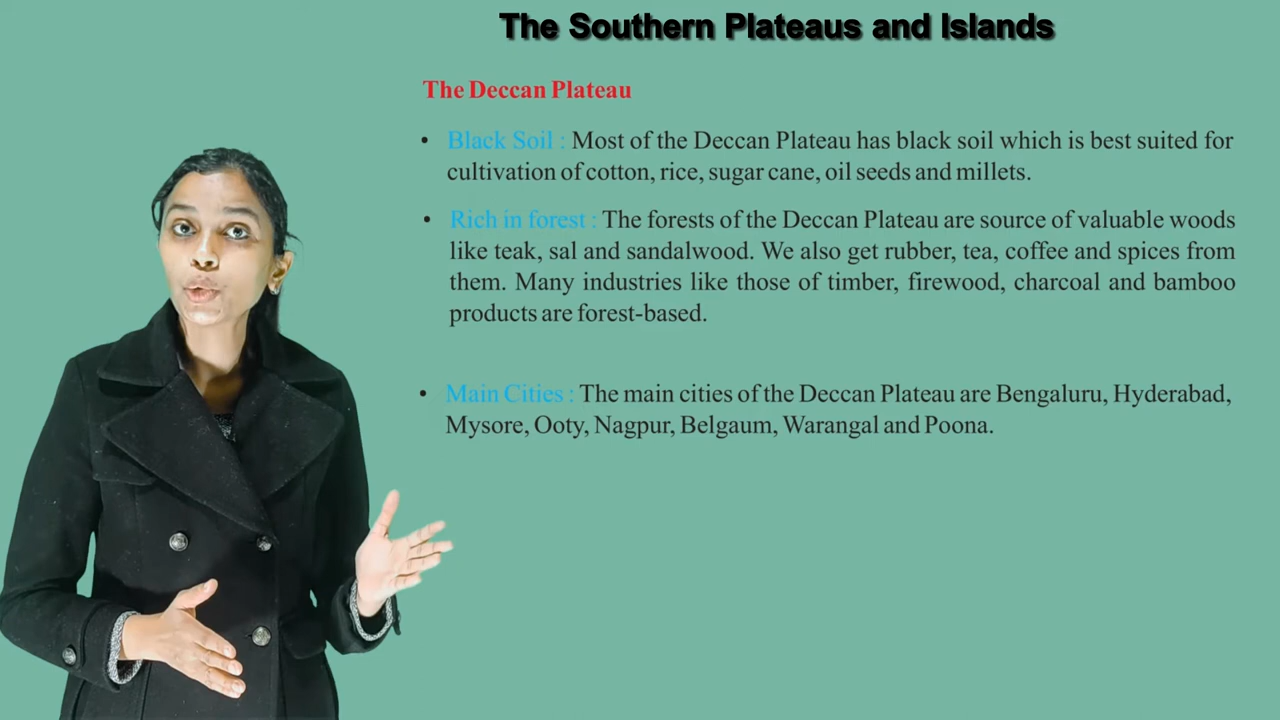 The Southern Plateaus and Islands
The Deccan Plateau
• Black Soil : Most of the Deccan Plateau has black soil which is best suited for
cultivation of cotton, rice, sugar cane, oil seeds and millets.
• Rich in forest : The forests of the Deccan Plateau are source of valuable woods
like teak, sal and sandalwood. We also get rubber, tea, coffee and spices from
them. Many industries like those of timber, firewood, charcoal and bamboo
products are forest-based.
• Main Cities : The main cities of the Deccan Plateau are Bengaluru, Hyderabad,
Mysore, Ooty, Nagpur, Belgaum, Warangal and Poona.